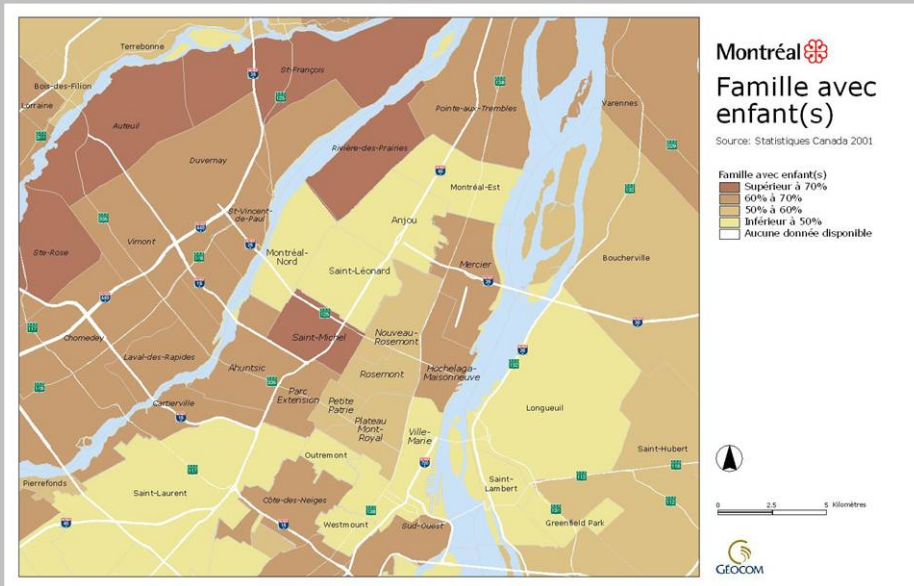 Terrebonne
Bois-des-Filion
Lorraine
St-François
Auteuil
Duvernay
Rivière-des-Prairies
Pointe-aux-Trembles
Varennes
Montréal-Est
St-Vincent-
de-Paul
Anjou
Ste-Rose
Vimont
Montréal-
Nord
Saint-Léonard
Mercier
Boucherville
Chomedey
Saint-Michel
Nouveau-
Rosemont
Laval-des-Rapides
Ahuntsic
Rosemont
Hochelaga-
Maisonneuve
Cartierville
Parc
Extension
Petite
Patrie
Plateau
Mont-
Royal
Ville-
Marie
Longueuil
Outremont
Saint-Hubert
Pierrefonds
Saint-Laurent
Côte-des-Neiges
Saint-
Lambert
Westmount
Sud-Ouest
Greenfield Park
Montréal
Famille avec
enfant(s)
Source: Statistiques Canada 2001
Famille avec enfant(s)
Supérieur à 70%
60% à 70%
50% à 60%
Inférieur à 50%
Aucune donnée disponible
0 2.5 5 Kilomètres
GÉOCOM